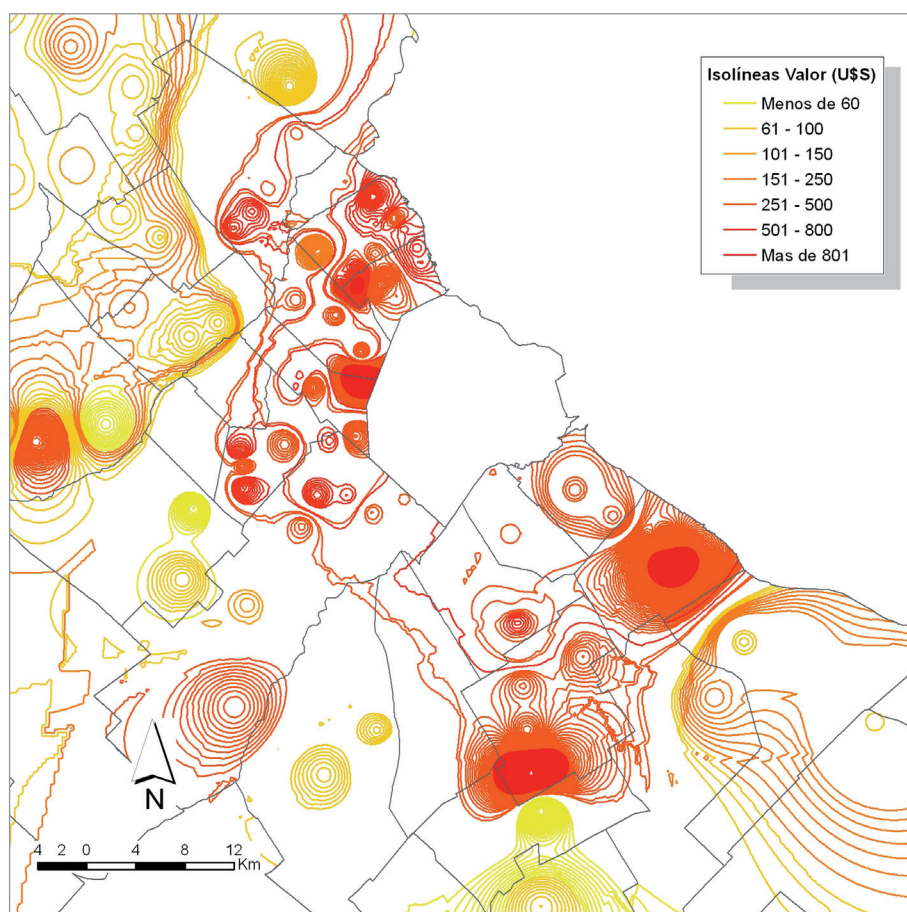 Isolíneas Valor (U$S)
Menos de 60
61 - 100
101 - 150
151 - 250
251 - 500
501 - 800
Mas de 801
N
4 2 0 4 8 12
Km